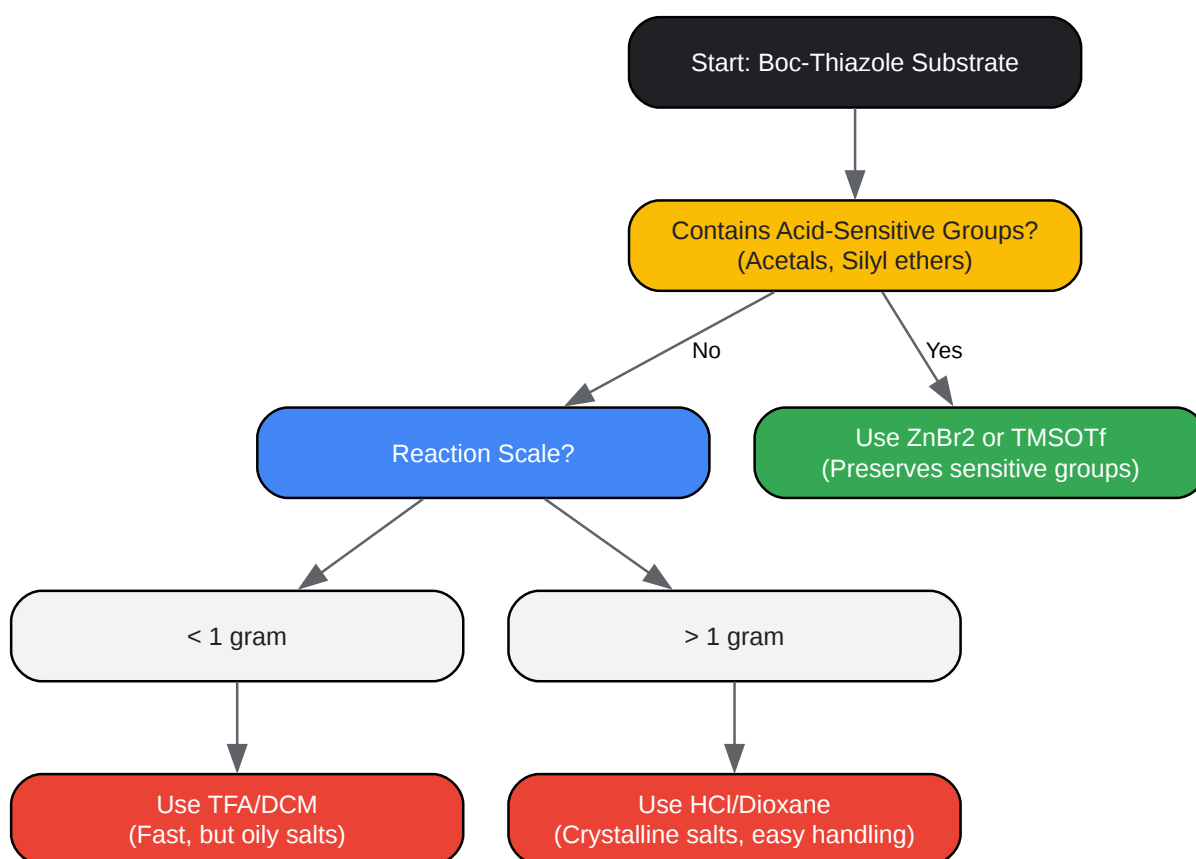 Start: Boc-Thiazole Substrate
Contains Acid-Sensitive Groups?
(Acetals, Silyl ethers)
No
Yes
Reaction Scale?
Use ZnBr2 or TMSOTf
(Preserves sensitive groups)
< 1 gram
> 1 gram
Use TFA/DCM
(Fast, but oily salts)
Use HCl/Dioxane
(Crystalline salts, easy handling)